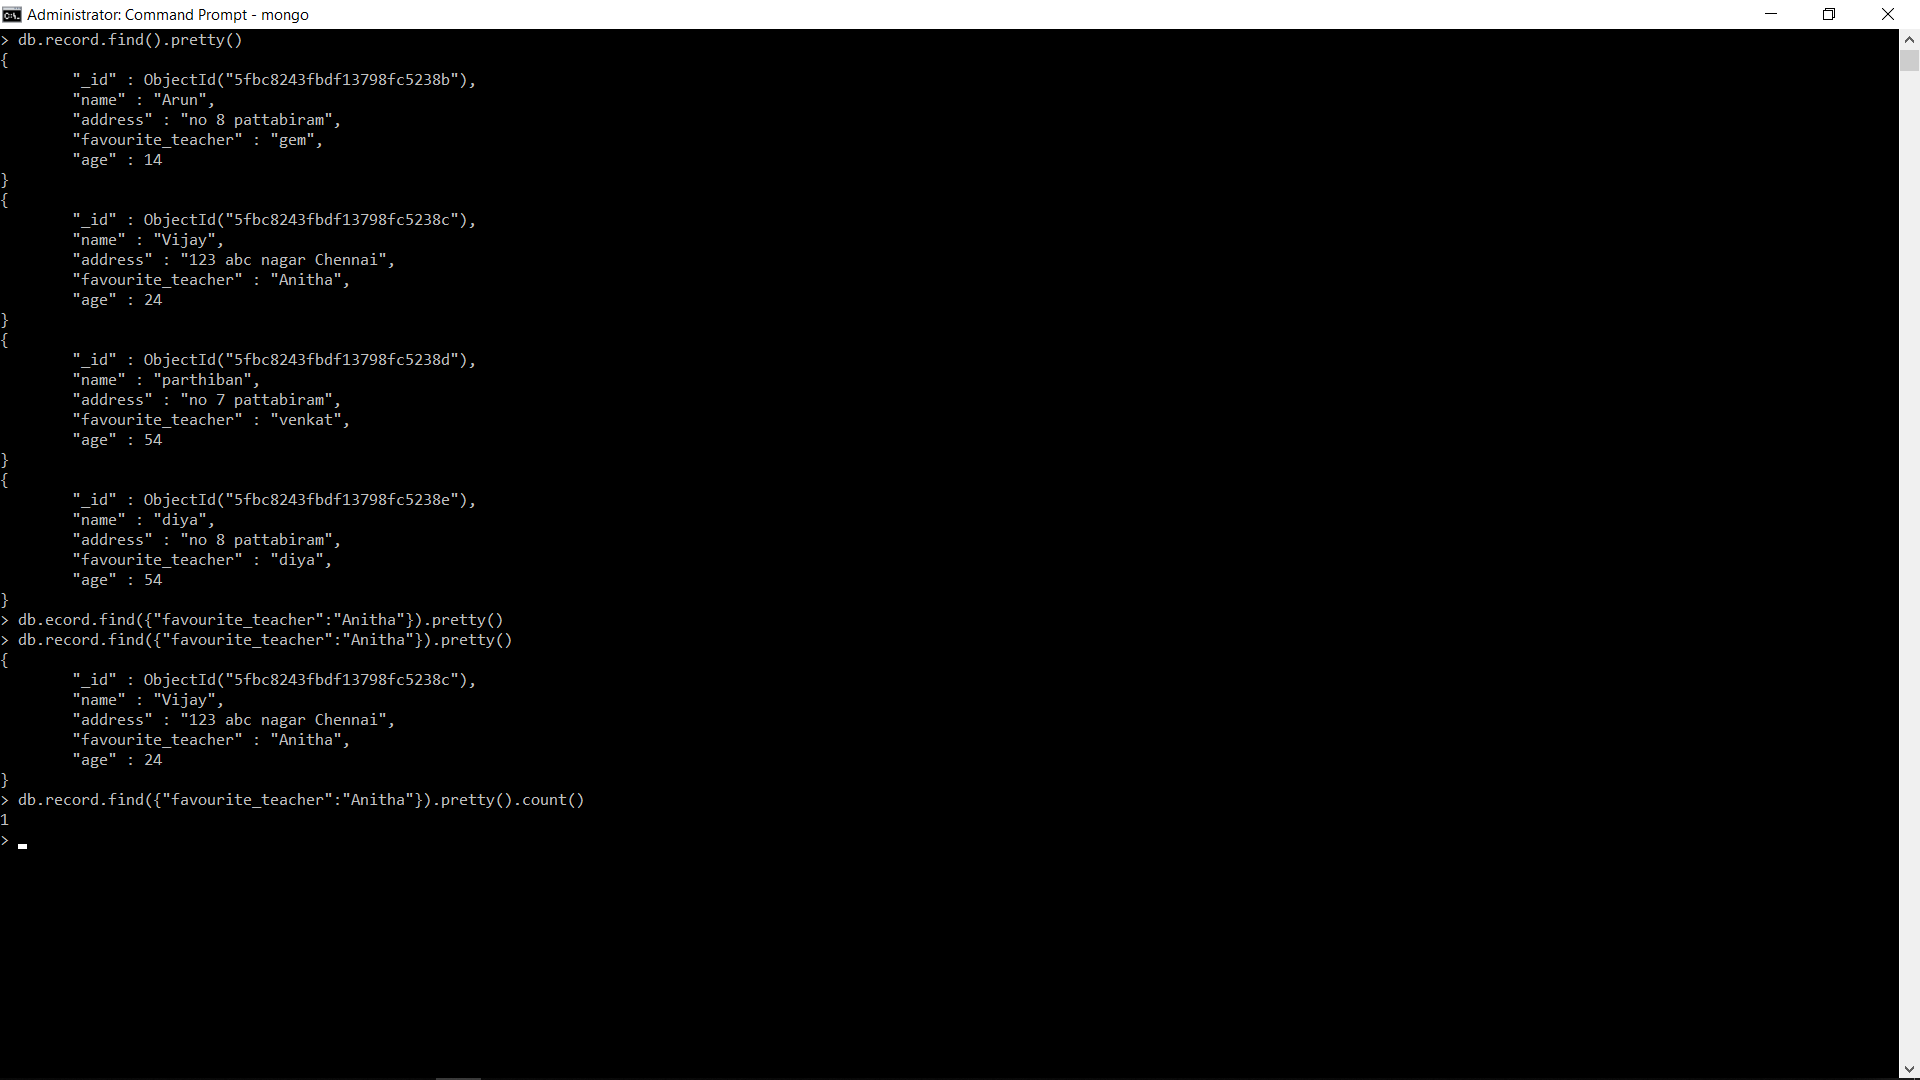 Administrator: Command Prompt - mongo
> db.record.find().pretty()
{
        "_id" : ObjectId("5fbc8243fbdf13798fc5238b"),
        "name" : "Arun",
        "address" : "no 8 pattabiram",
        "favourite_teacher" : "gem",
        "age" : 14
}
{
        "_id" : ObjectId("5fbc8243fbdf13798fc5238c"),
        "name" : "Vijay",
        "address" : "123 abc nagar Chennai",
        "favourite_teacher" : "Anitha",
        "age" : 24
}
{
        "_id" : ObjectId("5fbc8243fbdf13798fc5238d"),
        "name" : "parthiban",
        "address" : "no 7 pattabiram",
        "favourite_teacher" : "venkat",
        "age" : 54
}
{
        "_id" : ObjectId("5fbc8243fbdf13798fc5238e"),
        "name" : "diya",
        "address" : "no 8 pattabiram",
        "favourite_teacher" : "diya",
        "age" : 54
}
> db.ecord.find({"favourite_teacher":"Anitha"}).pretty()
> db.record.find({"favourite_teacher":"Anitha"}).pretty()
{
        "_id" : ObjectId("5fbc8243fbdf13798fc5238c"),
        "name" : "Vijay",
        "address" : "123 abc nagar Chennai",
        "favourite_teacher" : "Anitha",
        "age" : 24
}
> db.record.find({"favourite_teacher":"Anitha"}).pretty().count()
1
>